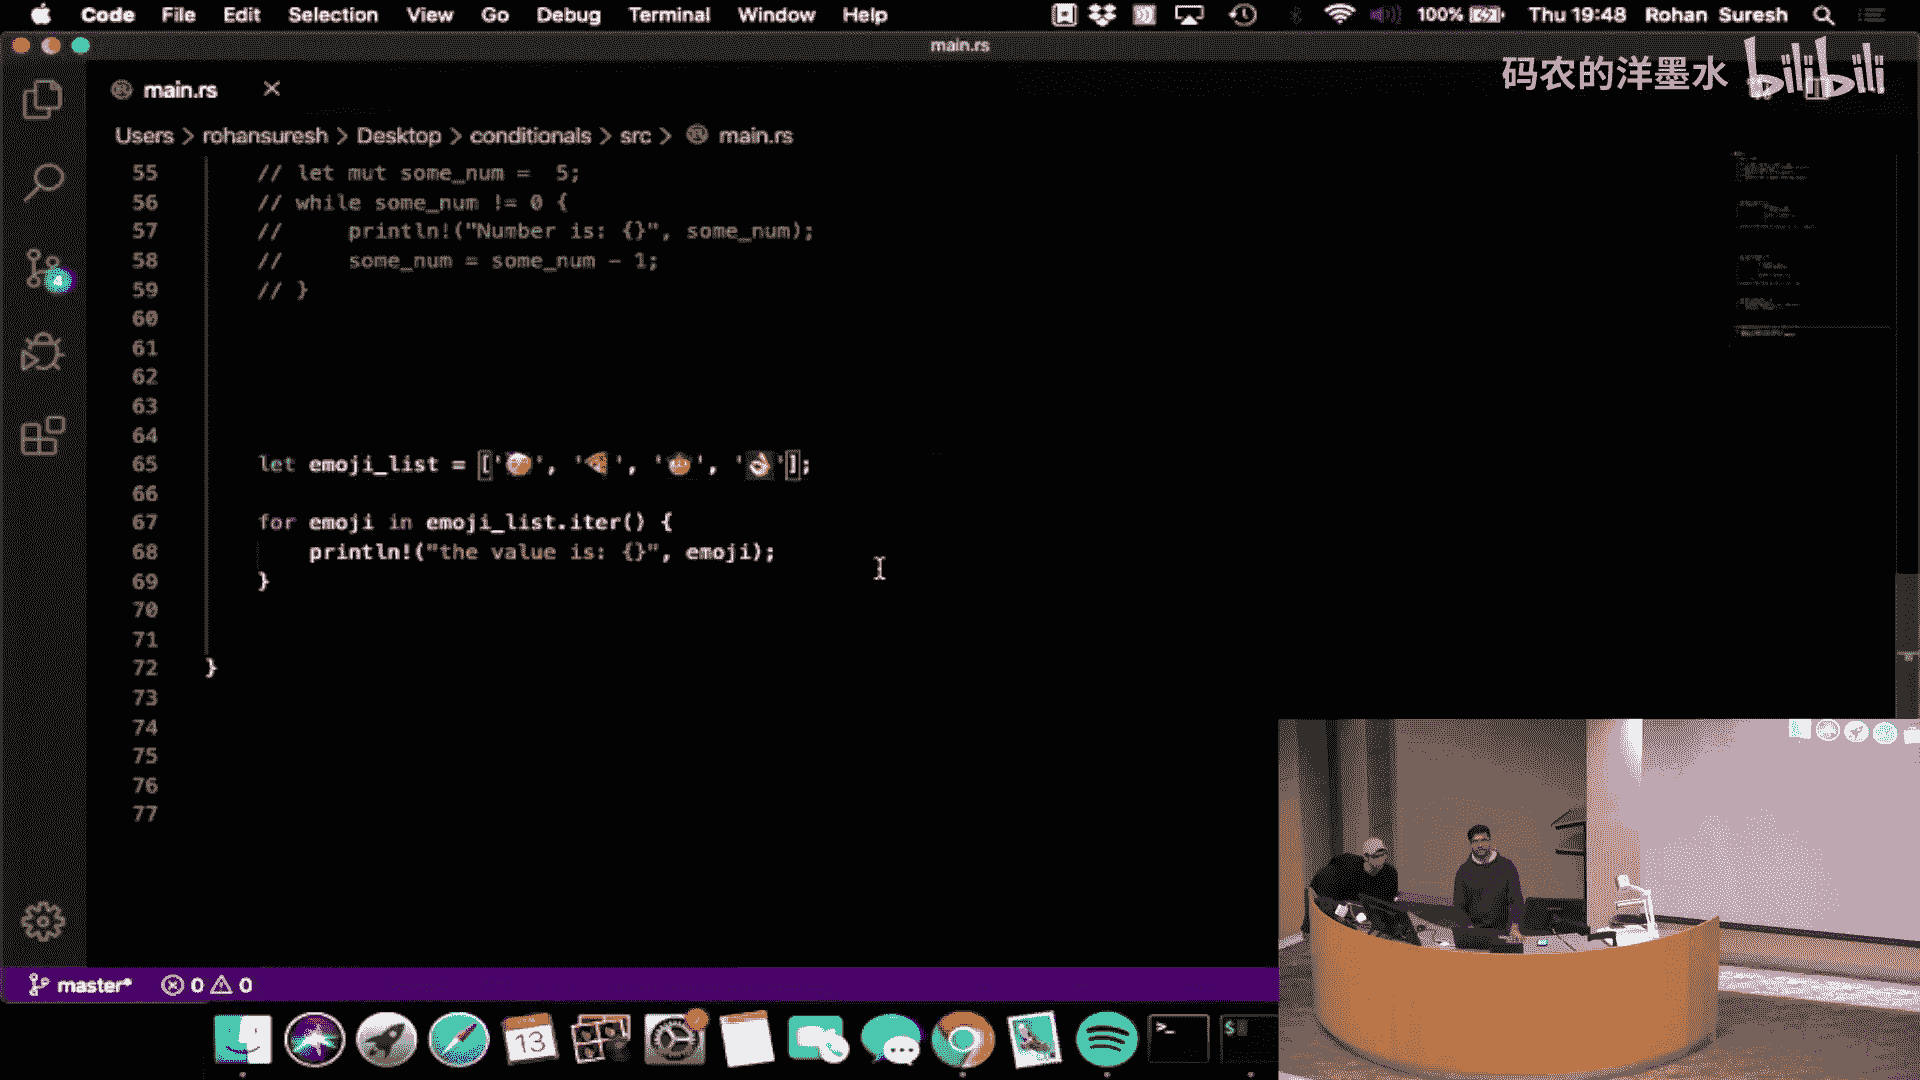 Code File Edit Selection View Go Debug Terminal Window Help 100% Thu 19:48 Rohan Suresh
main.rs
码农的洋墨水 bilibili
main.rs
Users > rohansuresh > Desktop > conditionals > src > main.rs
55 // let mut some_num =  5;
56 // while some_num != 0 {
57 //     println!("Number is: {}", some_num);
58 //     some_num = some_num - 1;
59 // }
60
61
62
63
64
65 let emoji_list = ['', '', '', '👌'];
66
67 for emoji in emoji_list.iter() {
68     println!("the value is: {}", emoji);
69 }
70
71
72 }
73
74
75
76
77
4
master* 0 0
13
>_
$